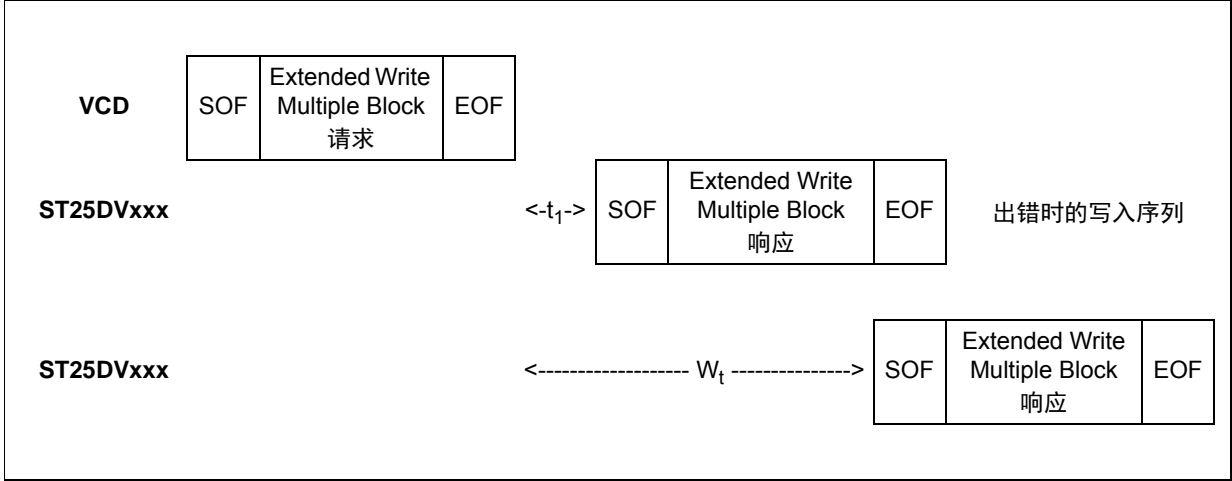 VCD SOF Extended Write Multiple Block 请求 EOF
ST25DVxxx <-t1-> SOF Extended Write Multiple Block 响应 EOF 出错时的写入序列
ST25DVxxx <------------------- Wt ---------------> SOF Extended Write Multiple Block 响应 EOF